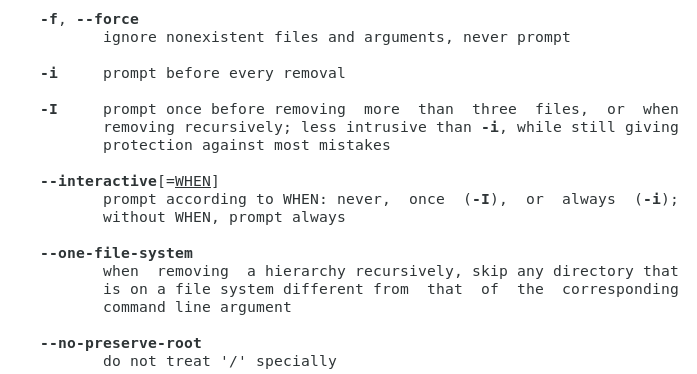 -f, --force
ignore nonexistent files and arguments, never prompt
-i prompt before every removal
-I prompt once before removing more than three files, or when
removing recursively; less intrusive than -i, while still giving
protection against most mistakes
--interactive[=WHEN]
prompt according to WHEN: never, once (-I), or always (-i);
without WHEN, prompt always
--one-file-system
when removing a hierarchy recursively, skip any directory that
is on a file system different from that of the corresponding
command line argument
--no-preserve-root
do not treat '/' specially